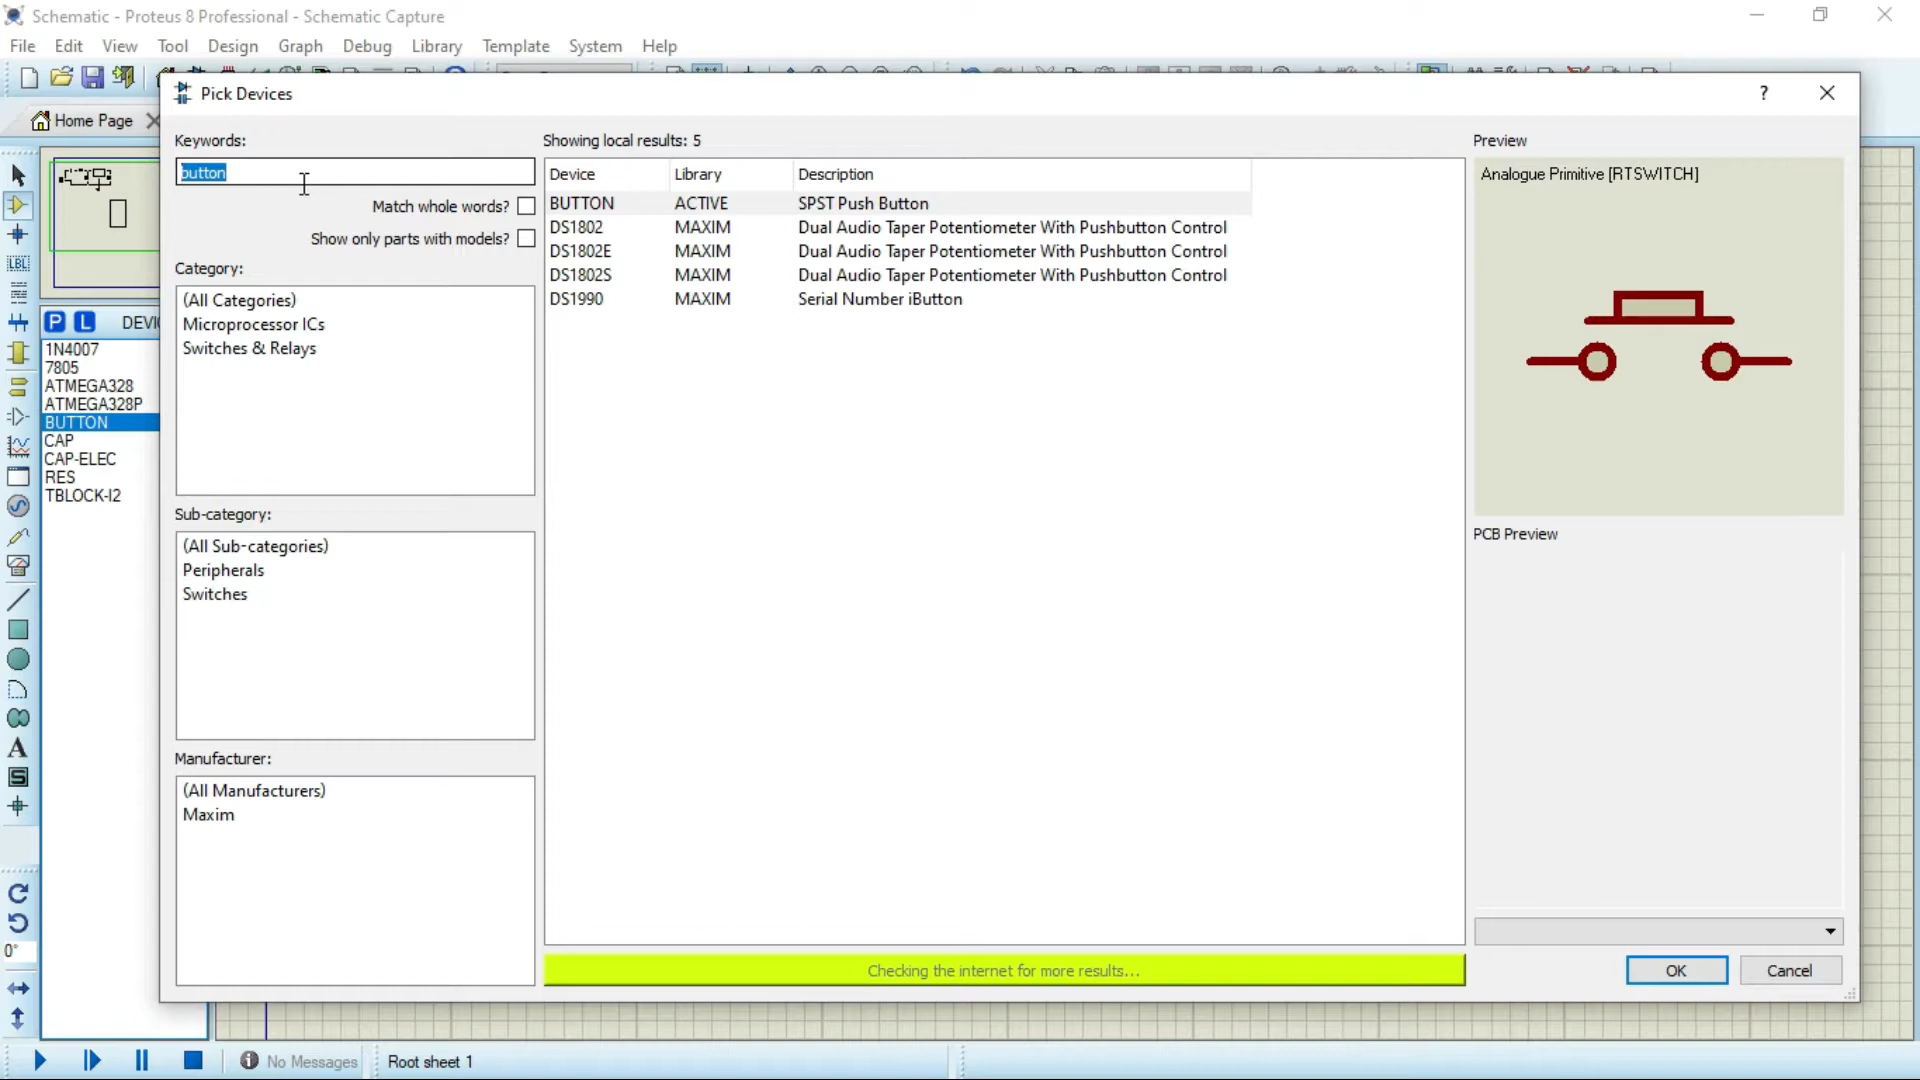 Schematic - Proteus 8 Professional - Schematic Capture
File Edit View Tool Design Graph Debug Library Template System Help
Pick Devices
?
Home Page
Keywords:
button
Match whole words?
Show only parts with models?
Category:
(All Categories)
Microprocessor ICs
Switches & Relays
Sub-category:
(All Sub-categories)
Peripherals
Switches
Manufacturer:
(All Manufacturers)
Maxim
Showing local results: 5
Device Library Description
BUTTON ACTIVE SPST Push Button
DS1802 MAXIM Dual Audio Taper Potentiometer With Pushbutton Control
DS1802E MAXIM Dual Audio Taper Potentiometer With Pushbutton Control
DS1802S MAXIM Dual Audio Taper Potentiometer With Pushbutton Control
DS1990 MAXIM Serial Number iButton
Checking the internet for more results...
Preview
Analogue Primitive [RTSWITCH]
PCB Preview
OK Cancel
LBL
P L DEVIC
1N4007
7805
ATMEGA328
ATMEGA328P
BUTTON
CAP
CAP-ELEC
RES
TBLOCK-I2
A
S
0°
No Messages Root sheet 1